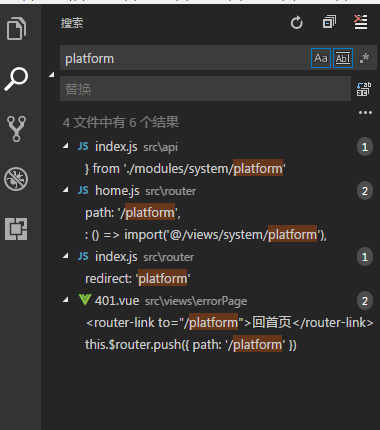 搜索
platform
Aa Ab| .*
替换
4 文件中有 6 个结果
JS index.js src\api 1
} from './modules/system/platform'
JS home.js src\router 2
path: '/platform',
: () => import('@/views/system/platform'),
JS index.js src\router 1
redirect: 'platform'
401.vue src\views\errorPage 2
<router-link to="/platform">回首页</router-link>
this.$router.push({ path: '/platform' })